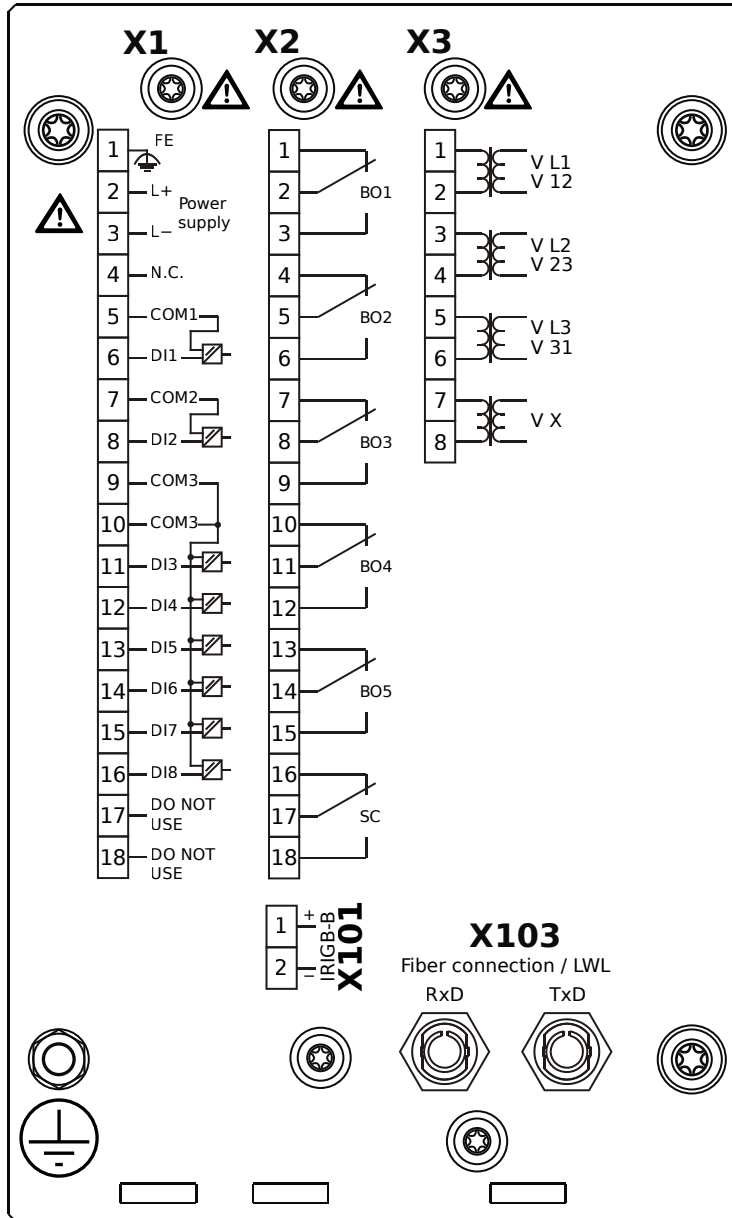 X1 X2 X3
1 FE
2 L+ Power
3 L− supply
4 N.C.
5 COM1
6 DI1
7 COM2
8 DI2
9 COM3
10 COM3
11 DI3
12 DI4
13 DI5
14 DI6
15 DI7
16 DI8
17 DO NOT
USE
18 DO NOT
USE
1
2 BO1
3
4
5 BO2
6
7
8 BO3
9
10
11 BO4
12
13
14 BO5
15
16
17 SC
18
1 V L1
2 V 12
3 V L2
4 V 23
5 V L3
6 V 31
7 V X
8
1 +
2 −
IRIGB-B
X101
X103
Fiber connection / LWL
RxD TxD